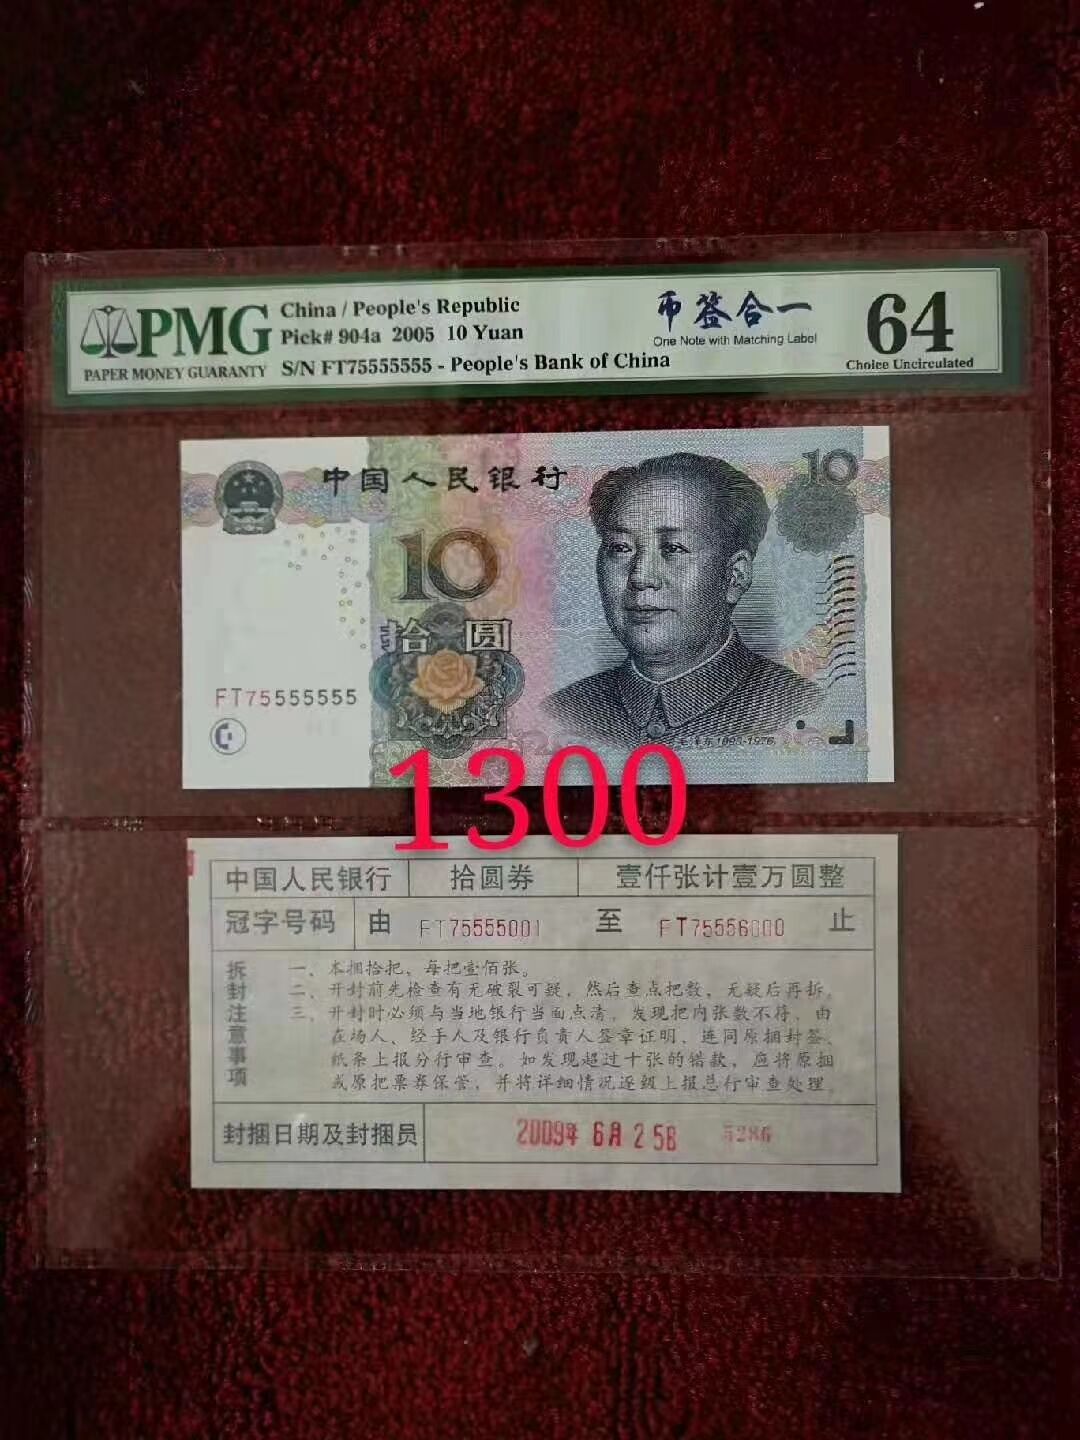 PMG
PAPER MONEY GUARANTY
China / People's Republic
Pick# 904a 2005 10 Yuan
S/N FT75555555 - People's Bank of China
币签合一
One Note with Matching Label
64
Choice Uncirculated
中国人民银行
10
10
拾圆
FT75555555
毛泽东1893-1976
1300
中国人民银行 拾圆券 壹仟张计壹万圆整
冠字号码 由 FT75555001 至 FT75556000 止
拆封注意事项
一、本捆拾把，每把壹佰张。
二、开封前先检查有无破裂可疑，然后查点把数，无疑后再拆。
三、开封时必须与当地银行当面点清，发现把内张数不符，由
在场人、经手人及银行负责人签章证明、连同原捆封签、
纸条上报分行审查。如发现超过十张的错款，应将原捆
或原把票券保管，并将详细情况逐级上报总行审查处理。
封捆日期及封捆员 2009年 6月 25日 5286